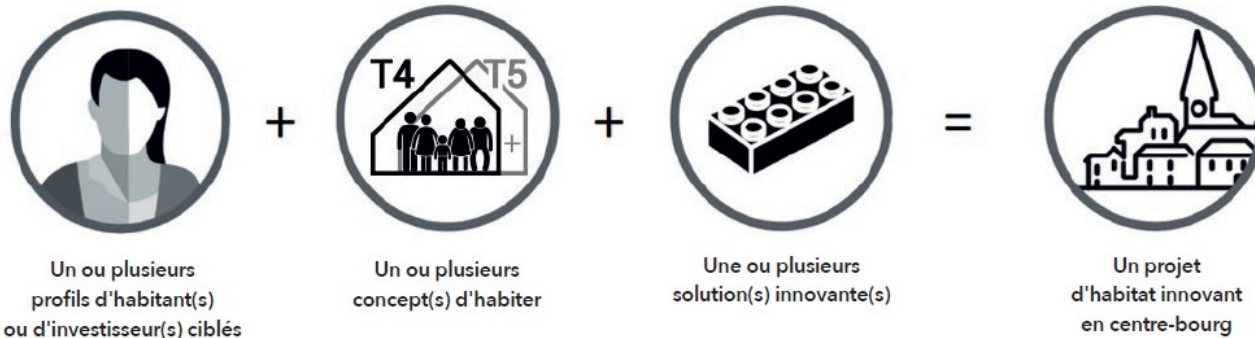 T4
T5
+
+
+
=
Un ou plusieurs
profils d'habitant(s)
ou d'investisseur(s) ciblés
Un ou plusieurs
concept(s) d'habiter
Une ou plusieurs
solution(s) innovante(s)
Un projet
d'habitat innovant
en centre-bourg